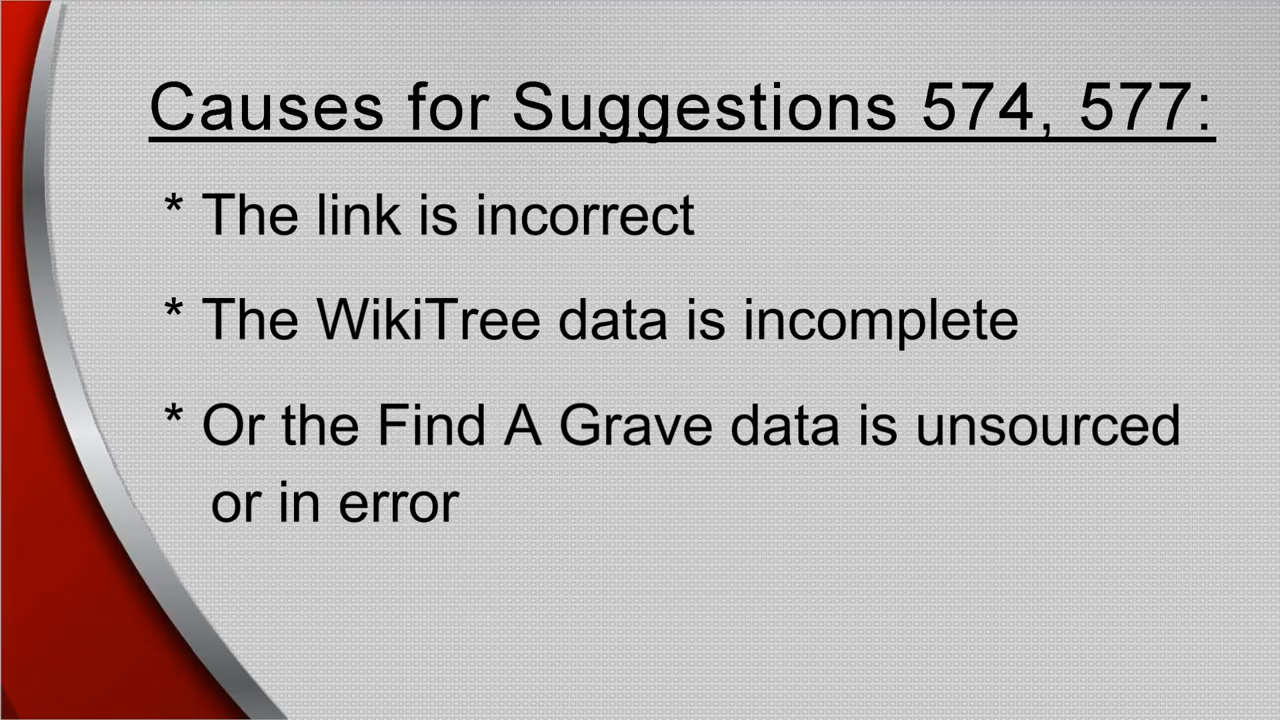 Causes for Suggestions 574, 577:
* The link is incorrect
* The WikiTree data is incomplete
* Or the Find A Grave data is unsourced
or in error